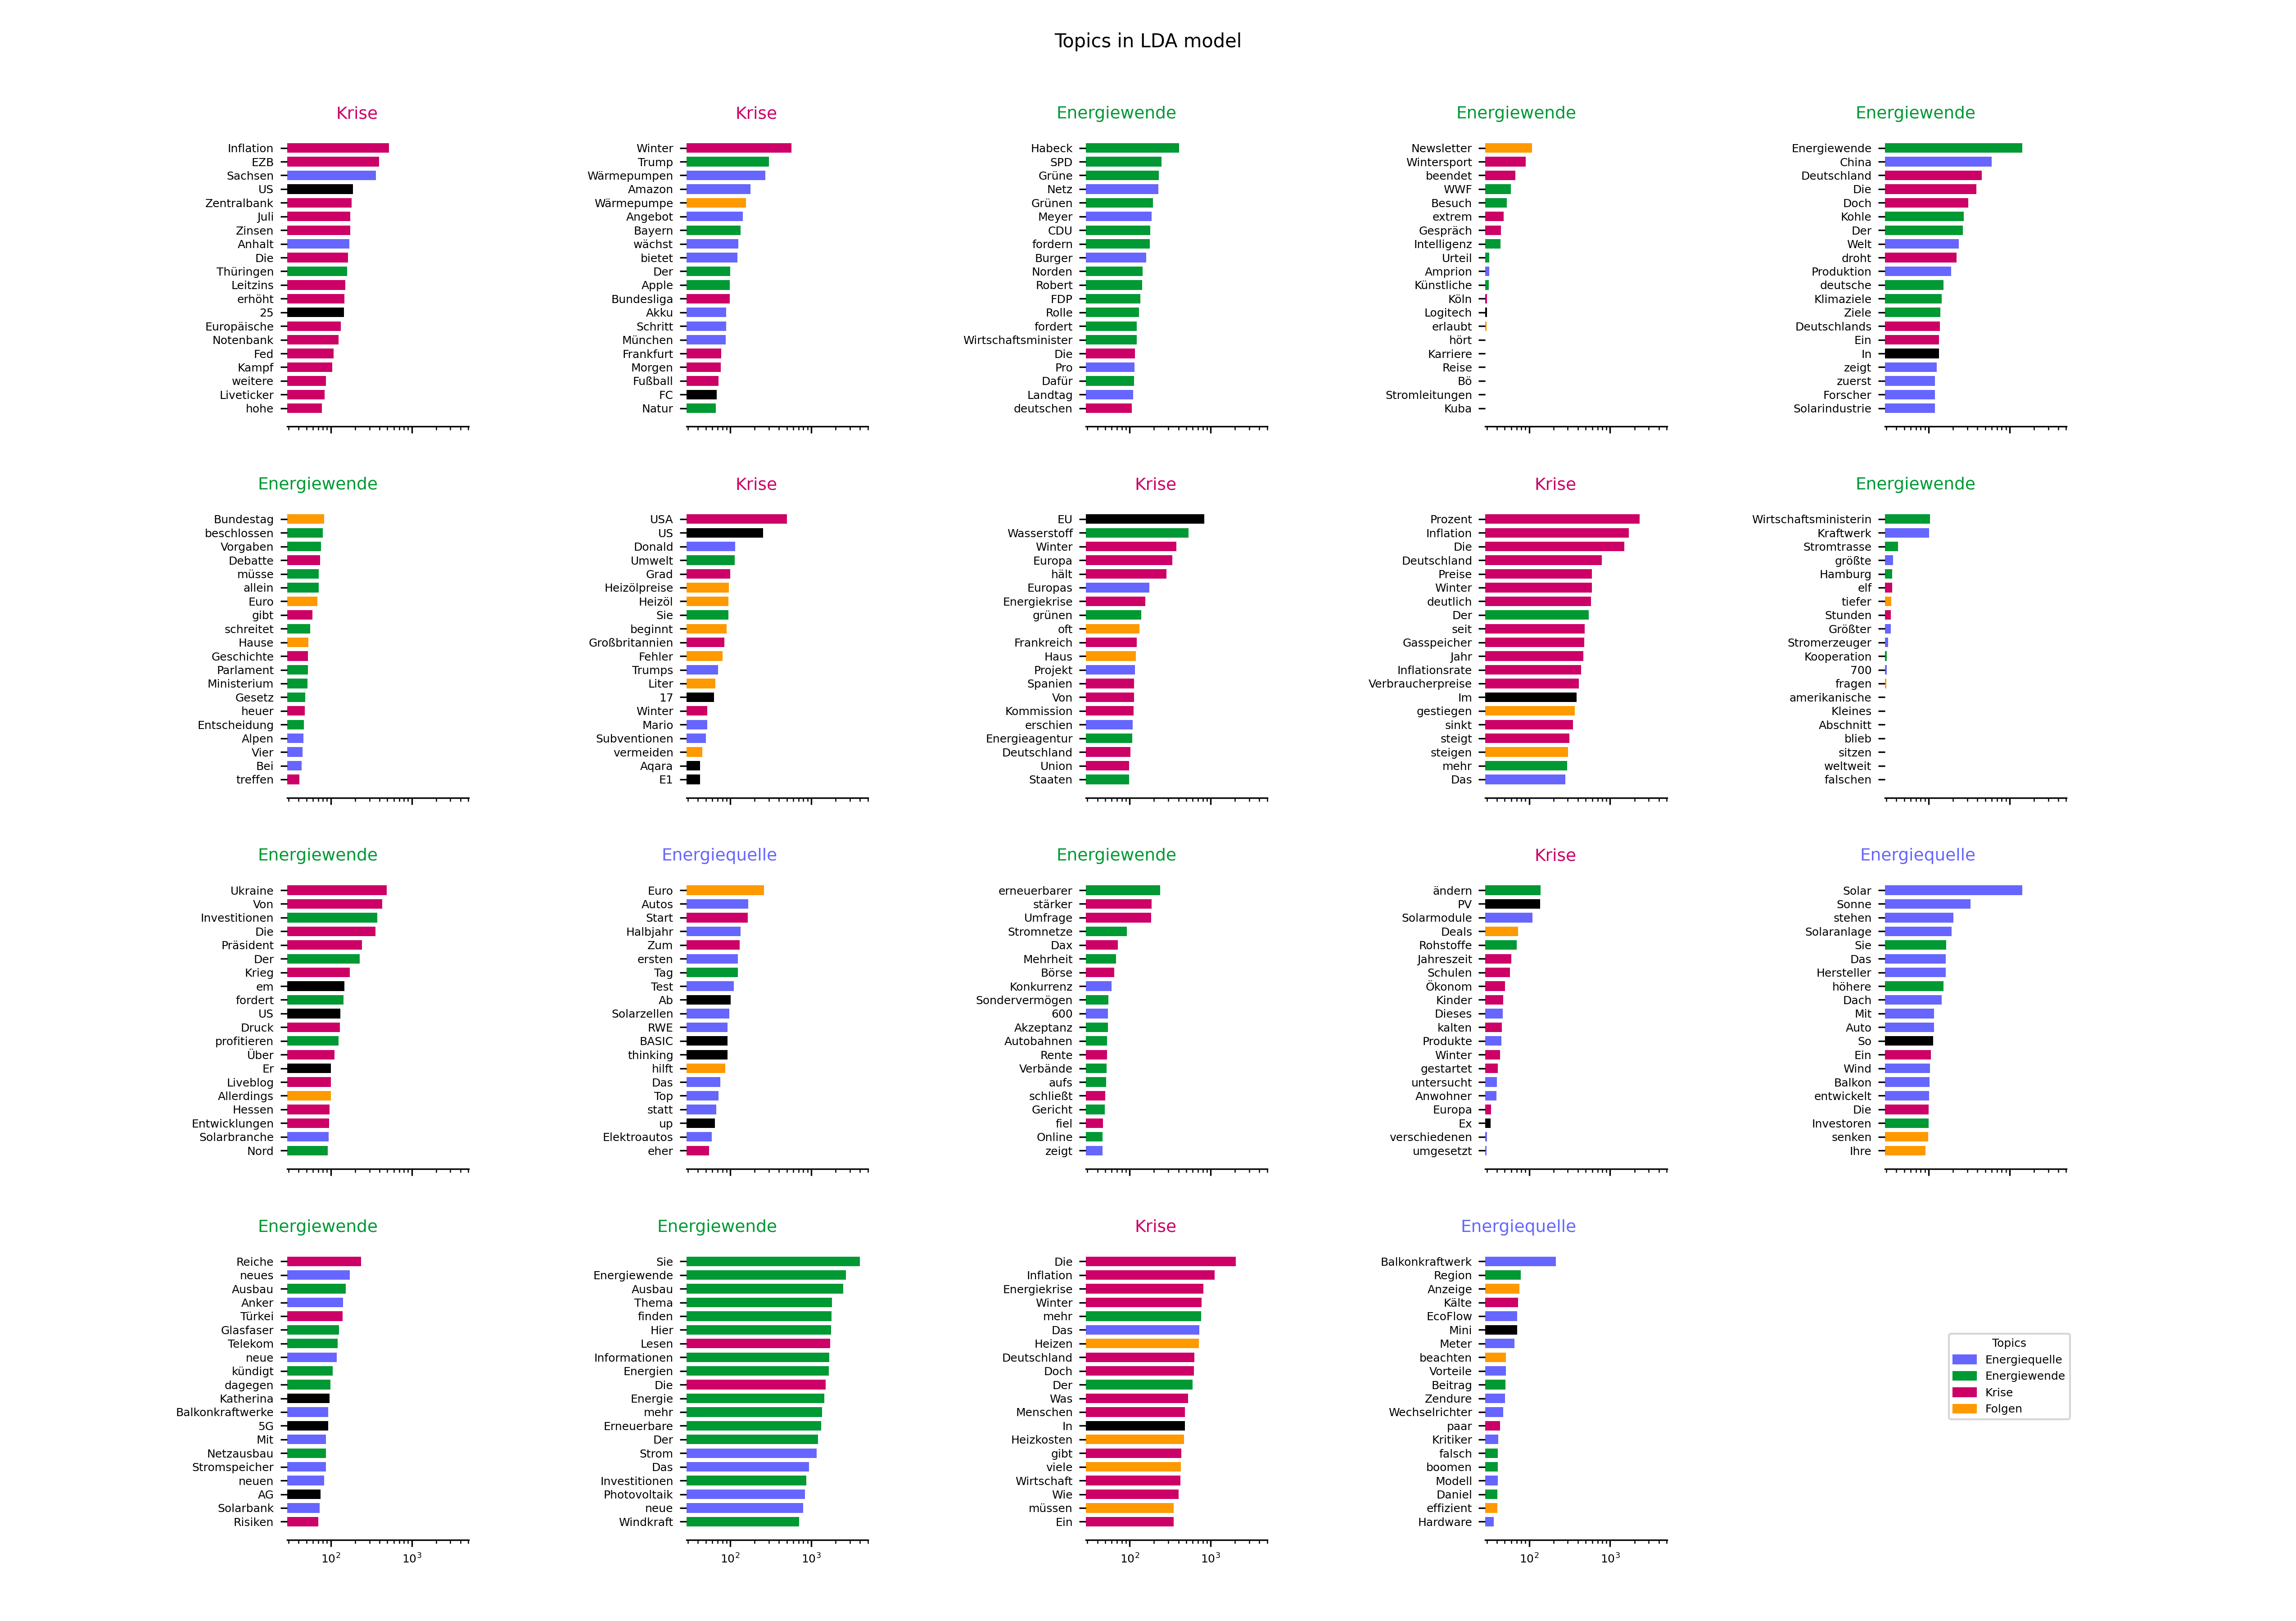 Topics in LDA model
Krise
Inflation
EZB
Sachsen
US
Zentralbank
Juli
Zinsen
Anhalt
Die
Thüringen
Leitzins
erhöht
25
Europäische
Notenbank
Fed
Kampf
weitere
Liveticker
hohe
Krise
Winter
Trump
Wärmepumpen
Amazon
Wärmepumpe
Angebot
Bayern
wächst
bietet
Der
Apple
Bundesliga
Akku
Schritt
München
Frankfurt
Morgen
Fußball
FC
Natur
Energiewende
Habeck
SPD
Grüne
Netz
Grünen
Meyer
CDU
fordern
Burger
Norden
Robert
FDP
Rolle
fordert
Wirtschaftsminister
Die
Pro
Dafür
Landtag
deutschen
Energiewende
Newsletter
Wintersport
beendet
WWF
Besuch
extrem
Gespräch
Intelligenz
Urteil
Amprion
Künstliche
Köln
Logitech
erlaubt
hört
Karriere
Reise
Bö
Stromleitungen
Kuba
Energiewende
Energiewende
China
Deutschland
Die
Doch
Kohle
Der
Welt
droht
Produktion
deutsche
Klimaziele
Ziele
Deutschlands
Ein
In
zeigt
zuerst
Forscher
Solarindustrie
Energiewende
Bundestag
beschlossen
Vorgaben
Debatte
müsse
allein
Euro
gibt
schreitet
Hause
Geschichte
Parlament
Ministerium
Gesetz
heuer
Entscheidung
Alpen
Vier
Bei
treffen
Krise
USA
US
Donald
Umwelt
Grad
Heizölpreise
Heizöl
Sie
beginnt
Großbritannien
Fehler
Trumps
Liter
17
Winter
Mario
Subventionen
vermeiden
Aqara
E1
Krise
EU
Wasserstoff
Winter
Europa
hält
Europas
Energiekrise
grünen
oft
Frankreich
Haus
Projekt
Spanien
Von
Kommission
erschien
Energieagentur
Deutschland
Union
Staaten
Krise
Prozent
Inflation
Die
Deutschland
Preise
Winter
deutlich
Der
seit
Gasspeicher
Jahr
Inflationsrate
Verbraucherpreise
Im
gestiegen
sinkt
steigt
steigen
mehr
Das
Energiewende
Wirtschaftsministerin
Kraftwerk
Stromtrasse
größte
Hamburg
elf
tiefer
Stunden
Größter
Stromerzeuger
Kooperation
700
fragen
amerikanische
Kleines
Abschnitt
blieb
sitzen
weltweit
falschen
Energiewende
Ukraine
Von
Investitionen
Die
Präsident
Der
Krieg
em
fordert
US
Druck
profitieren
Über
Er
Liveblog
Allerdings
Hessen
Entwicklungen
Solarbranche
Nord
Energiequelle
Euro
Autos
Start
Halbjahr
Zum
ersten
Tag
Test
Ab
Solarzellen
RWE
BASIC
thinking
hilft
Das
Top
statt
up
Elektroautos
eher
Energiewende
erneuerbarer
stärker
Umfrage
Stromnetze
Dax
Mehrheit
Börse
Konkurrenz
Sondervermögen
600
Akzeptanz
Autobahnen
Rente
Verbände
aufs
schließt
Gericht
fiel
Online
zeigt
Krise
ändern
PV
Solarmodule
Deals
Rohstoffe
Jahreszeit
Schulen
Ökonom
Kinder
Dieses
kalten
Produkte
Winter
gestartet
untersucht
Anwohner
Europa
Ex
verschiedenen
umgesetzt
Energiequelle
Solar
Sonne
stehen
Solaranlage
Sie
Das
Hersteller
höhere
Dach
Mit
Auto
So
Ein
Wind
Balkon
entwickelt
Die
Investoren
senken
Ihre
Energiewende
Reiche
neues
Ausbau
Anker
Türkei
Glasfaser
Telekom
neue
kündigt
dagegen
Katherina
Balkonkraftwerke
5G
Mit
Netzausbau
Stromspeicher
neuen
AG
Solarbank
Risiken
10² 10³
Energiewende
Sie
Energiewende
Ausbau
Thema
finden
Hier
Lesen
Informationen
Energien
Die
Energie
mehr
Erneuerbare
Der
Strom
Das
Investitionen
Photovoltaik
neue
Windkraft
10² 10³
Krise
Die
Inflation
Energiekrise
Winter
mehr
Das
Heizen
Deutschland
Doch
Der
Was
Menschen
In
Heizkosten
gibt
viele
Wirtschaft
Wie
müssen
Ein
10² 10³
Energiequelle
Balkonkraftwerk
Region
Anzeige
Kälte
EcoFlow
Mini
Meter
beachten
Vorteile
Beitrag
Zendure
Wechselrichter
paar
Kritiker
falsch
boomen
Modell
Daniel
effizient
Hardware
10² 10³
Topics
Energiequelle
Energiewende
Krise
Folgen